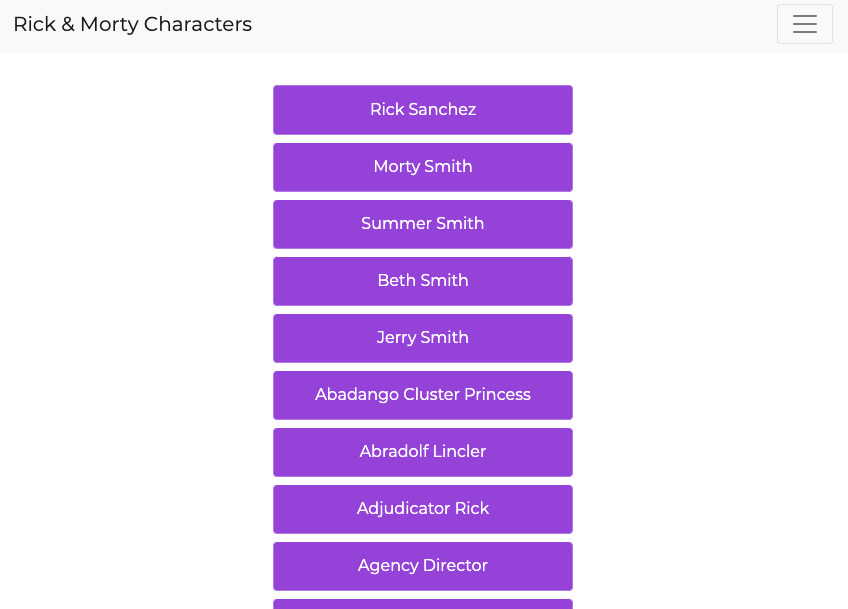 Rick & Morty Characters
Rick Sanchez
Morty Smith
Summer Smith
Beth Smith
Jerry Smith
Abadango Cluster Princess
Abradolf Lincler
Adjudicator Rick
Agency Director